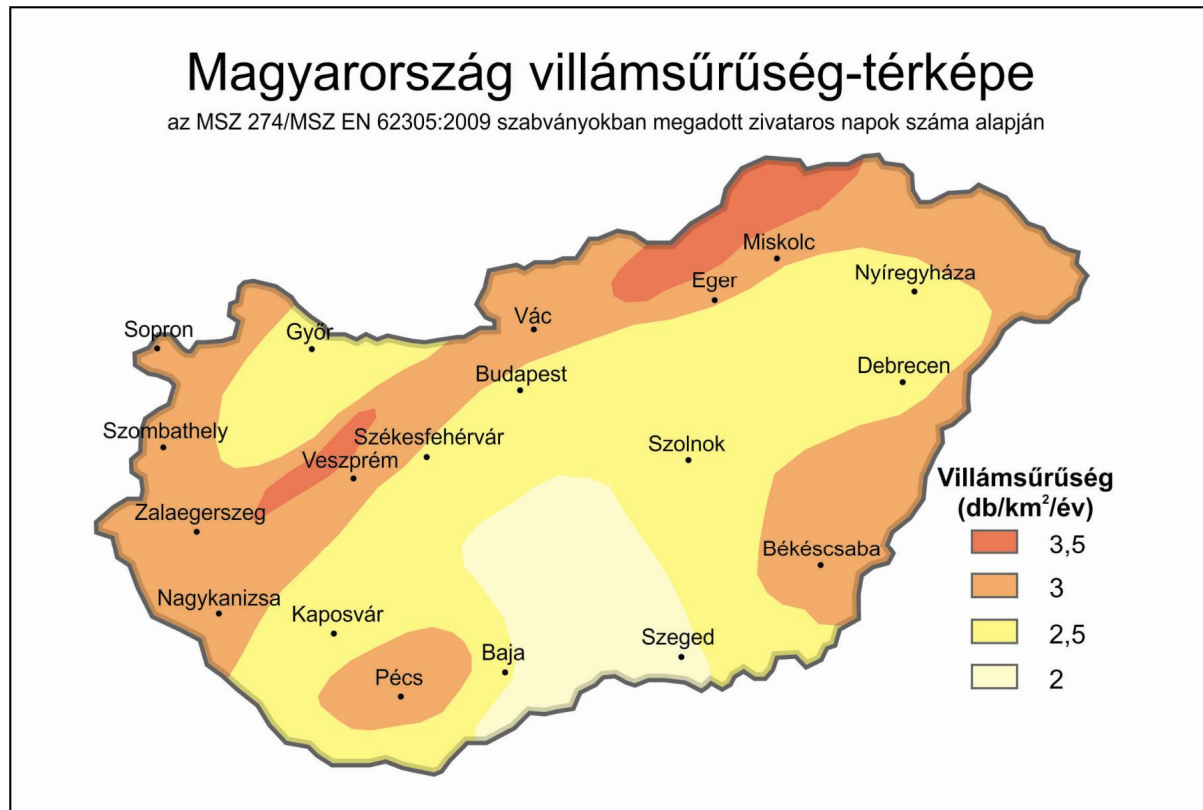 Magyarország villámsűrűség-térképe
az MSZ 274/MSZ EN 62305:2009 szabványokban megadott zivataros napok száma alapján
Miskolc
Eger
Nyíregyháza
Vác
Sopron
Győr
Budapest
Debrecen
Szombathely
Székesfehérvár
Veszprém
Szolnok
Zalaegerszeg
Békéscsaba
Nagykanizsa
Kaposvár
Szeged
Baja
Pécs
Villámsűrűség
(db/km²/év)
3,5
3
2,5
2